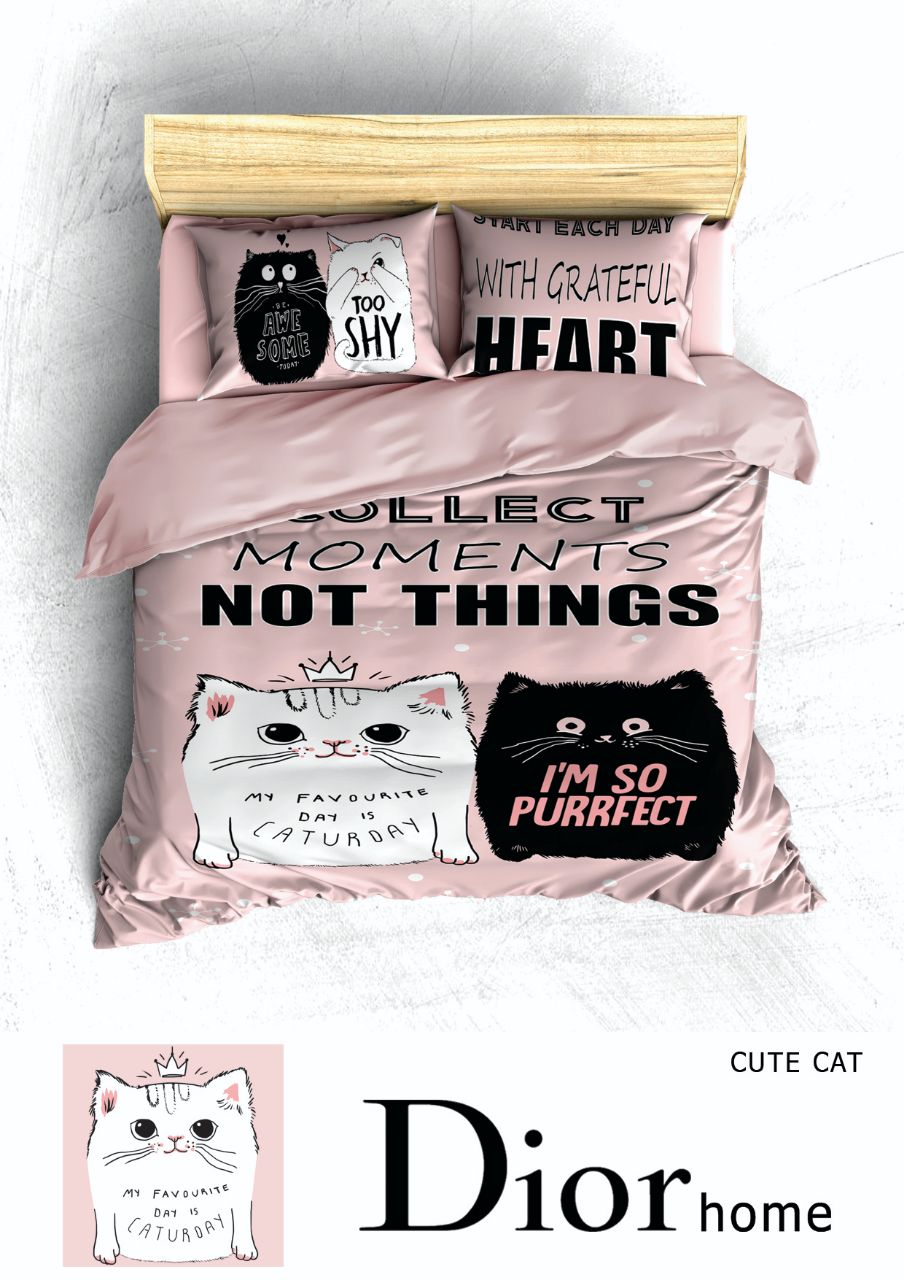 BE
AWE
SOME
TODAY
TOO
SHY
START EACH DAY
WITH GRATEFUL
HEART
COLLECT
MOMENTS
NOT THINGS
MY FAVOURITE
DAY IS
CATURDAY
I'M SO
PURRFECT
CUTE CAT
MY FAVOURITE
DAY IS
CATURDAY
Dior home